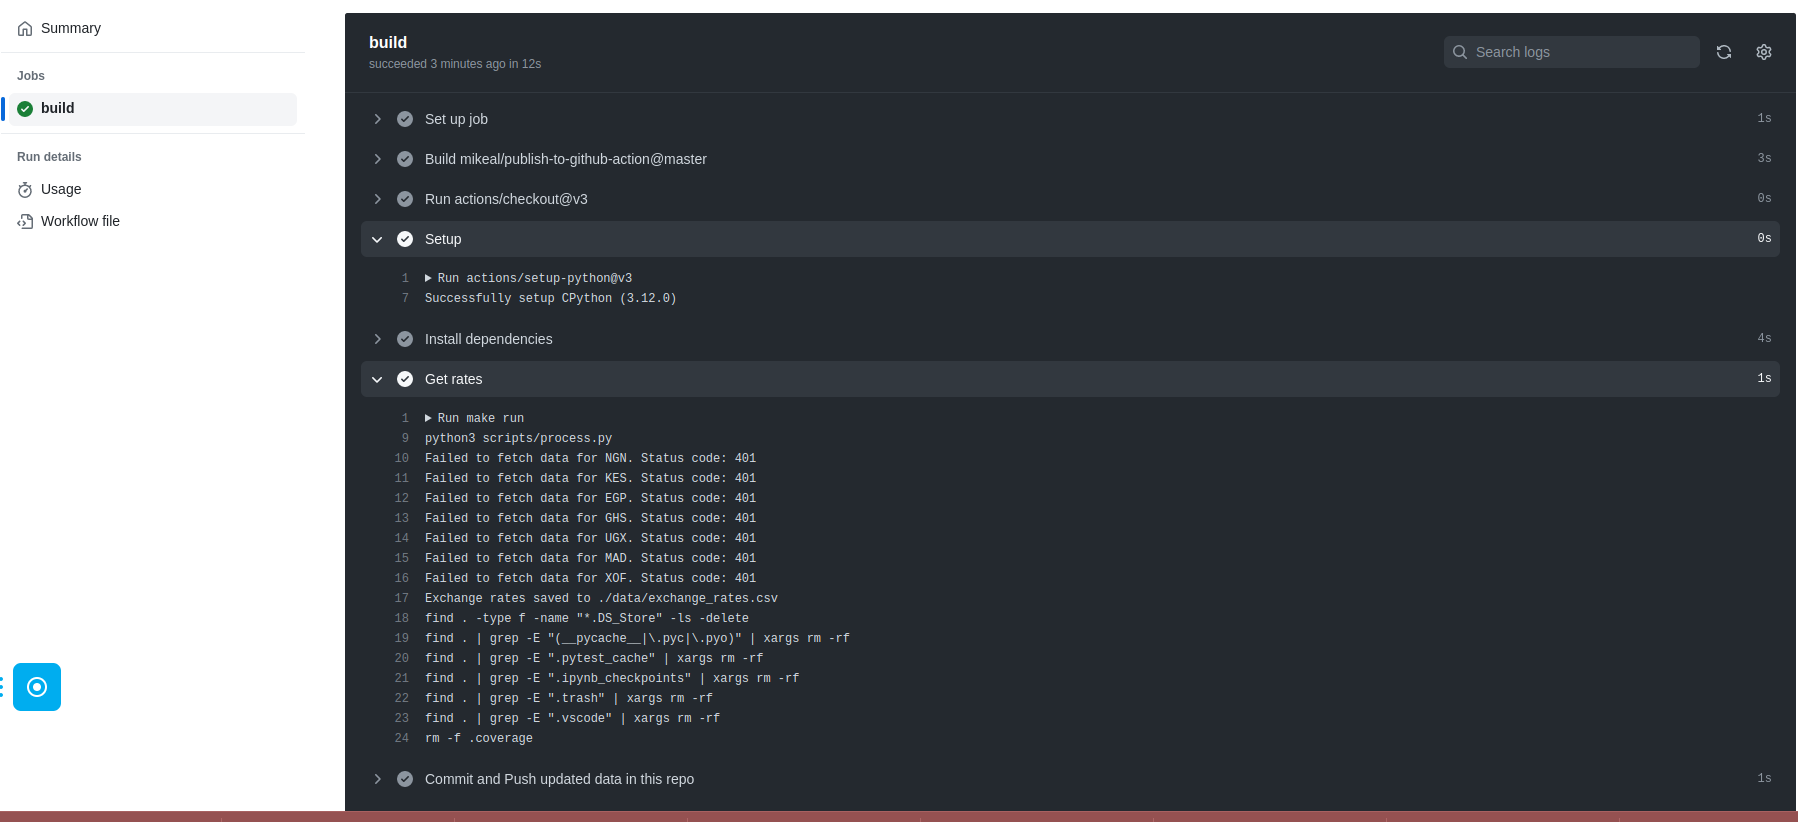 Summary
Jobs
build
Run details
Usage
Workflow file
build
succeeded 3 minutes ago in 12s
Search logs
Set up job 1s
Build mikeal/publish-to-github-action@master 3s
Run actions/checkout@v3 0s
Setup 0s
1 Run actions/setup-python@v3
7 Successfully setup CPython (3.12.0)
Install dependencies 4s
Get rates 1s
1 Run make run
9 python3 scripts/process.py
10 Failed to fetch data for NGN. Status code: 401
11 Failed to fetch data for KES. Status code: 401
12 Failed to fetch data for EGP. Status code: 401
13 Failed to fetch data for GHS. Status code: 401
14 Failed to fetch data for UGX. Status code: 401
15 Failed to fetch data for MAD. Status code: 401
16 Failed to fetch data for XOF. Status code: 401
17 Exchange rates saved to ./data/exchange_rates.csv
18 find . -type f -name "*.DS_Store" -ls -delete
19 find . | grep -E "(__pycache__|\.pyc|\.pyo)" | xargs rm -rf
20 find . | grep -E ".pytest_cache" | xargs rm -rf
21 find . | grep -E ".ipynb_checkpoints" | xargs rm -rf
22 find . | grep -E ".trash" | xargs rm -rf
23 find . | grep -E ".vscode" | xargs rm -rf
24 rm -f .coverage
Commit and Push updated data in this repo 1s